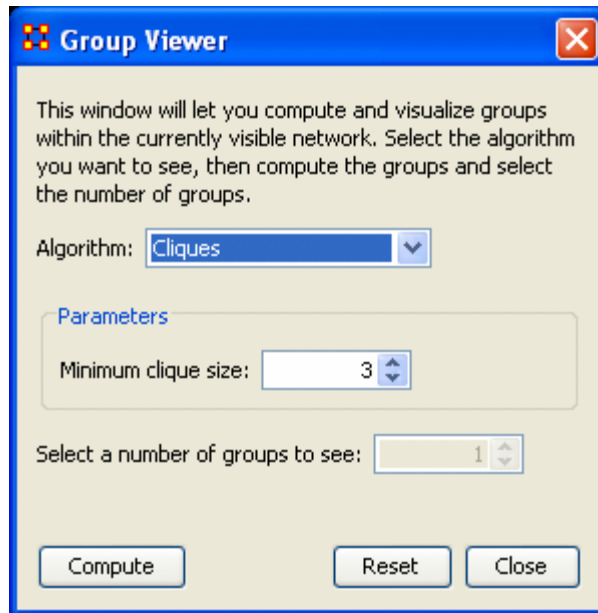 Group Viewer
This window will let you compute and visualize groups
within the currently visible network. Select the algorithm
you want to see, then compute the groups and select
the number of groups.
Algorithm: Cliques
Parameters
Minimum clique size: 3
Select a number of groups to see: 1
Compute Reset Close